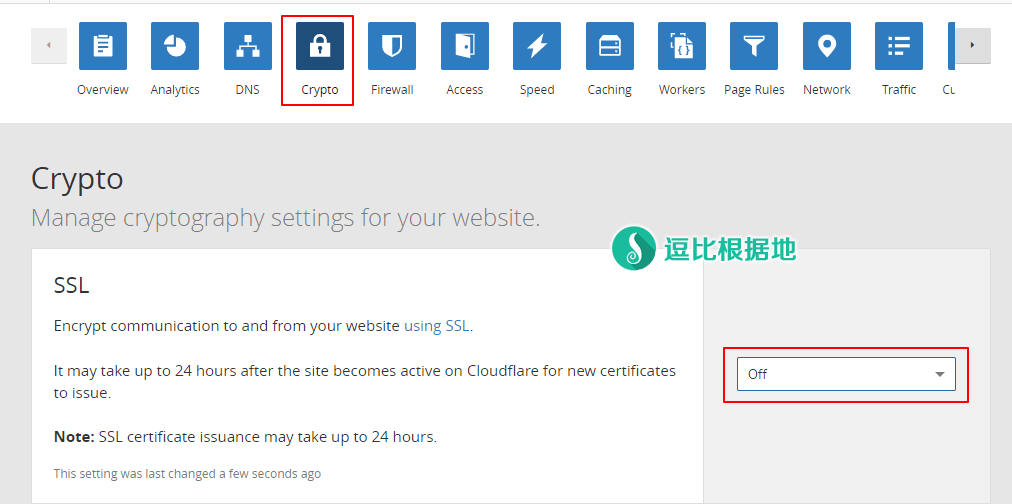 Overview Analytics DNS Crypto Firewall Access Speed Caching Workers Page Rules Network Traffic
Crypto
Manage cryptography settings for your website.
逗比根据地
SSL
Encrypt communication to and from your website using SSL.
It may take up to 24 hours after the site becomes active on Cloudflare for new certificates
to issue.
Off
Note: SSL certificate issuance may take up to 24 hours.
This setting was last changed a few seconds ago